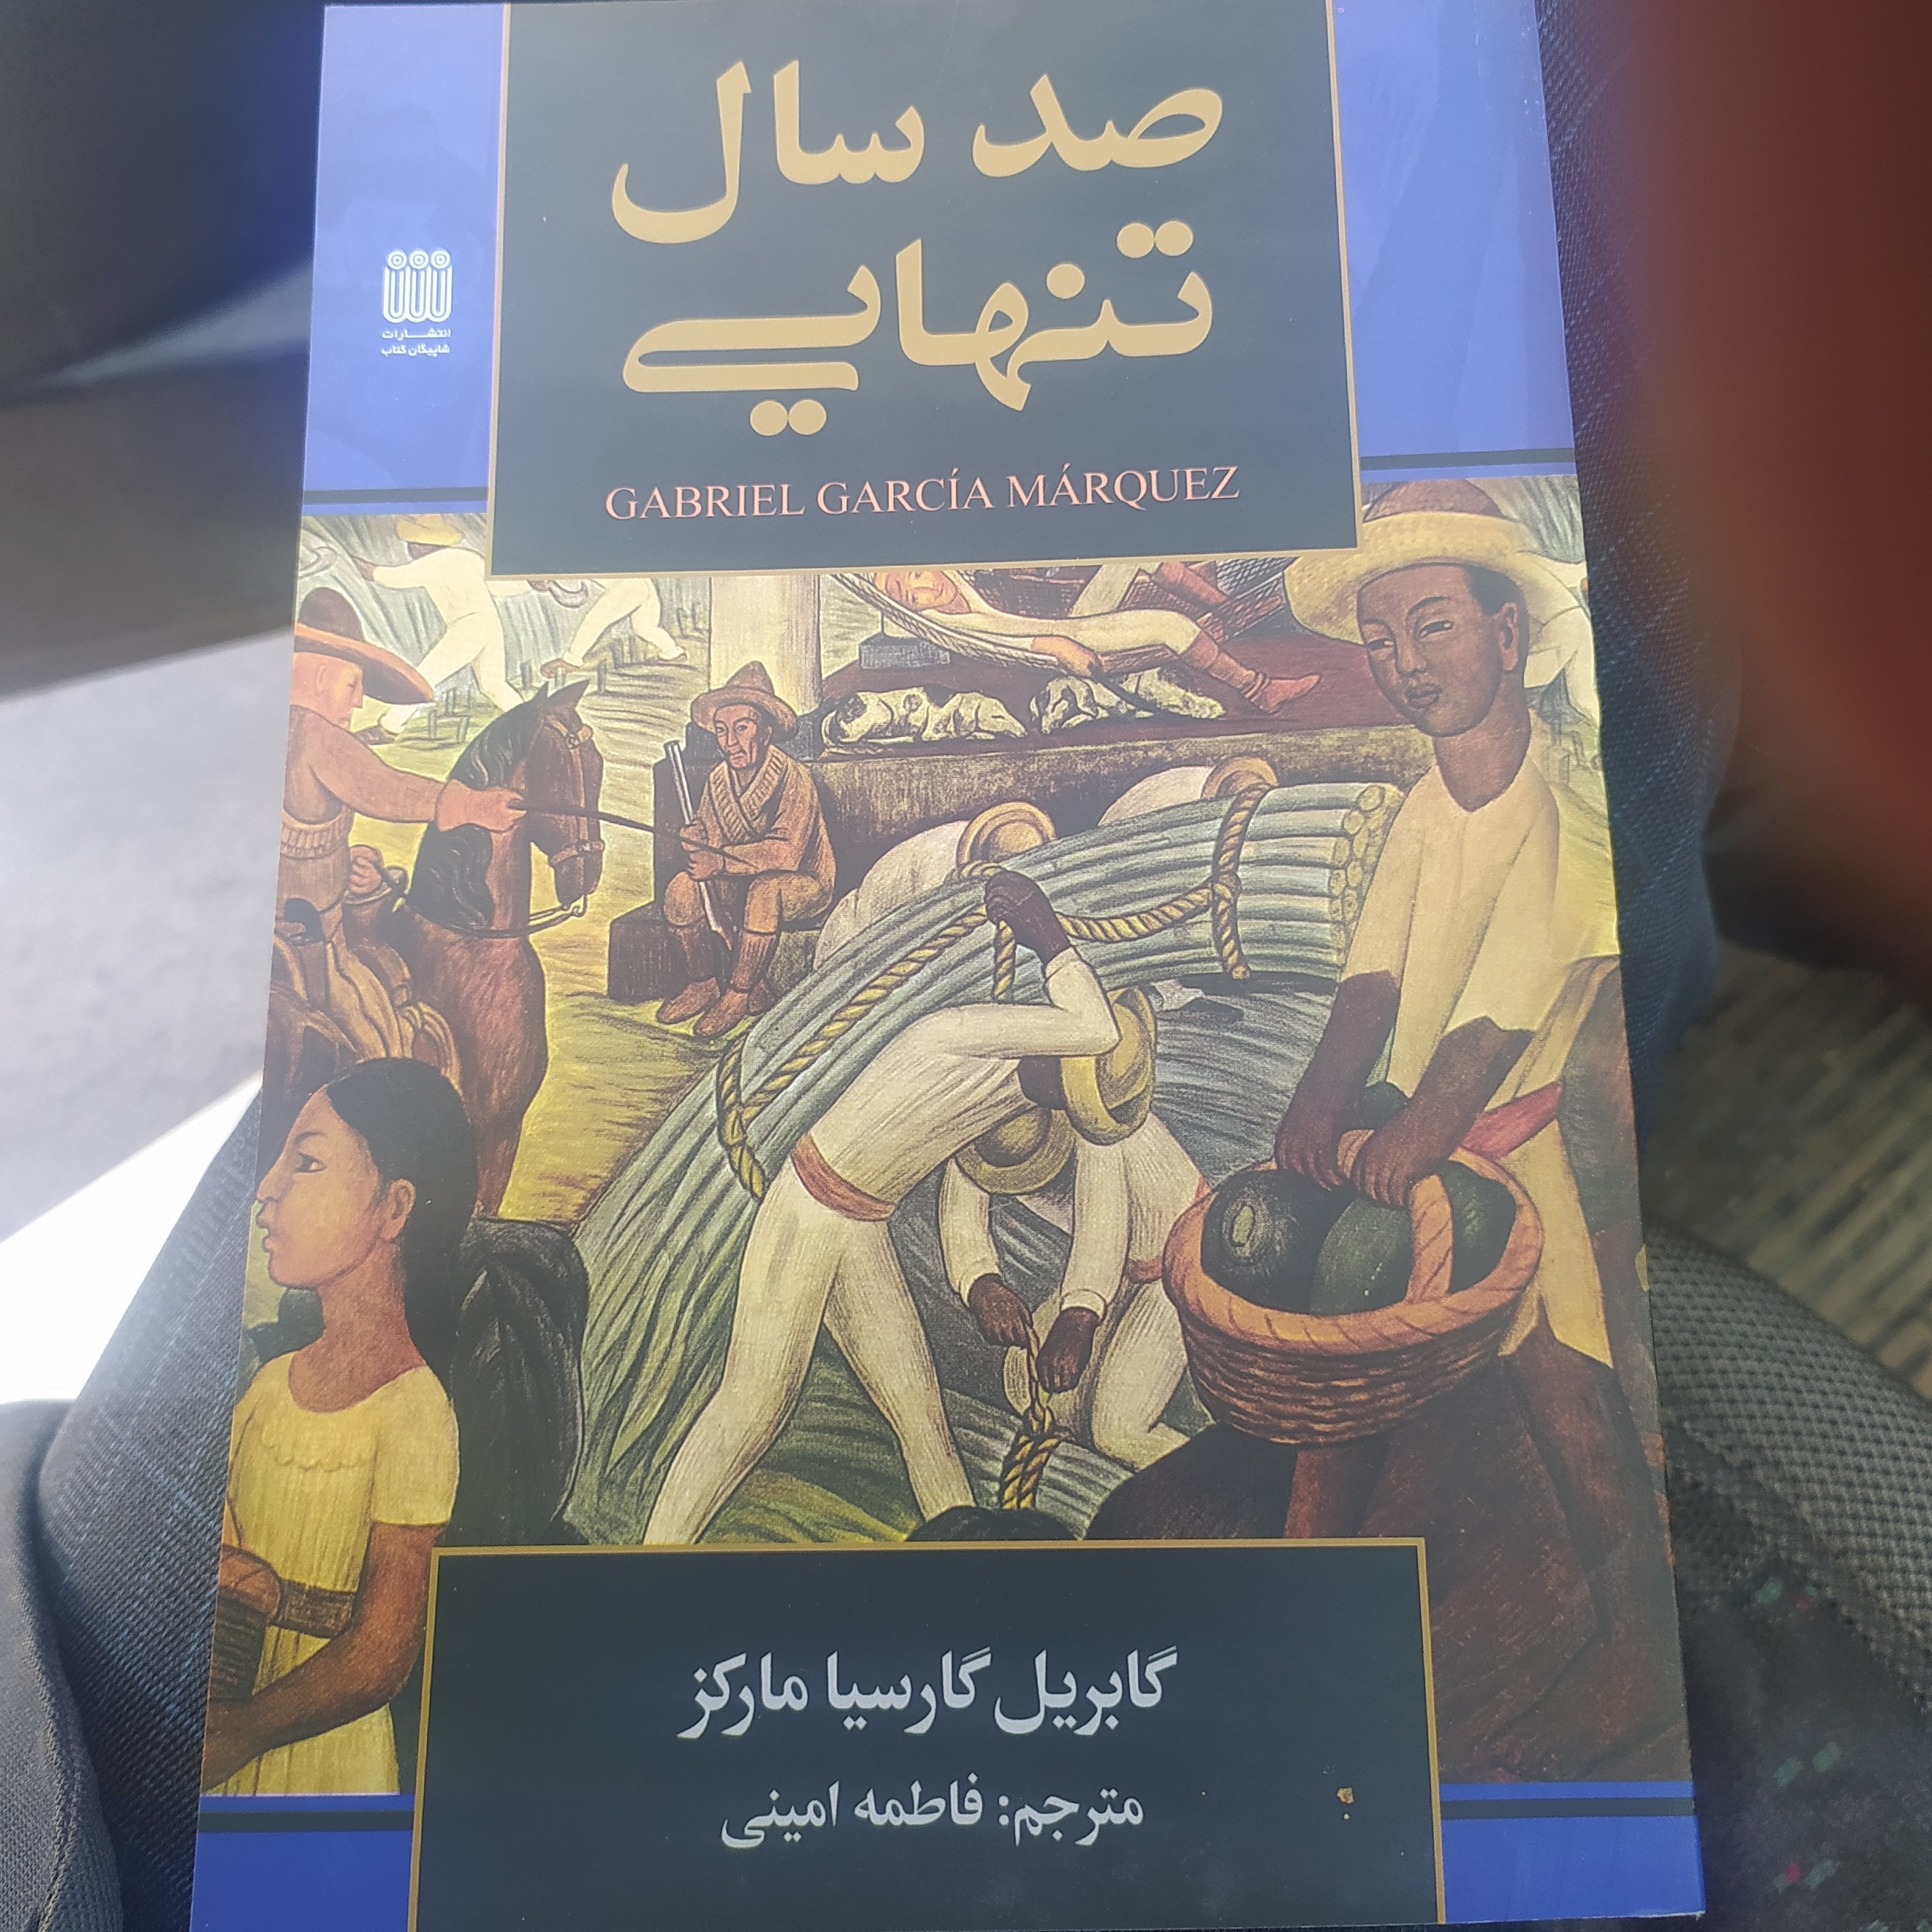 صد سال
تنهایی
GABRIEL GARCÍA MÁRQUEZ
انتشارات
شاپیگان کتاب
گابریل گارسیا مارکز
مترجم: فاطمه امینی